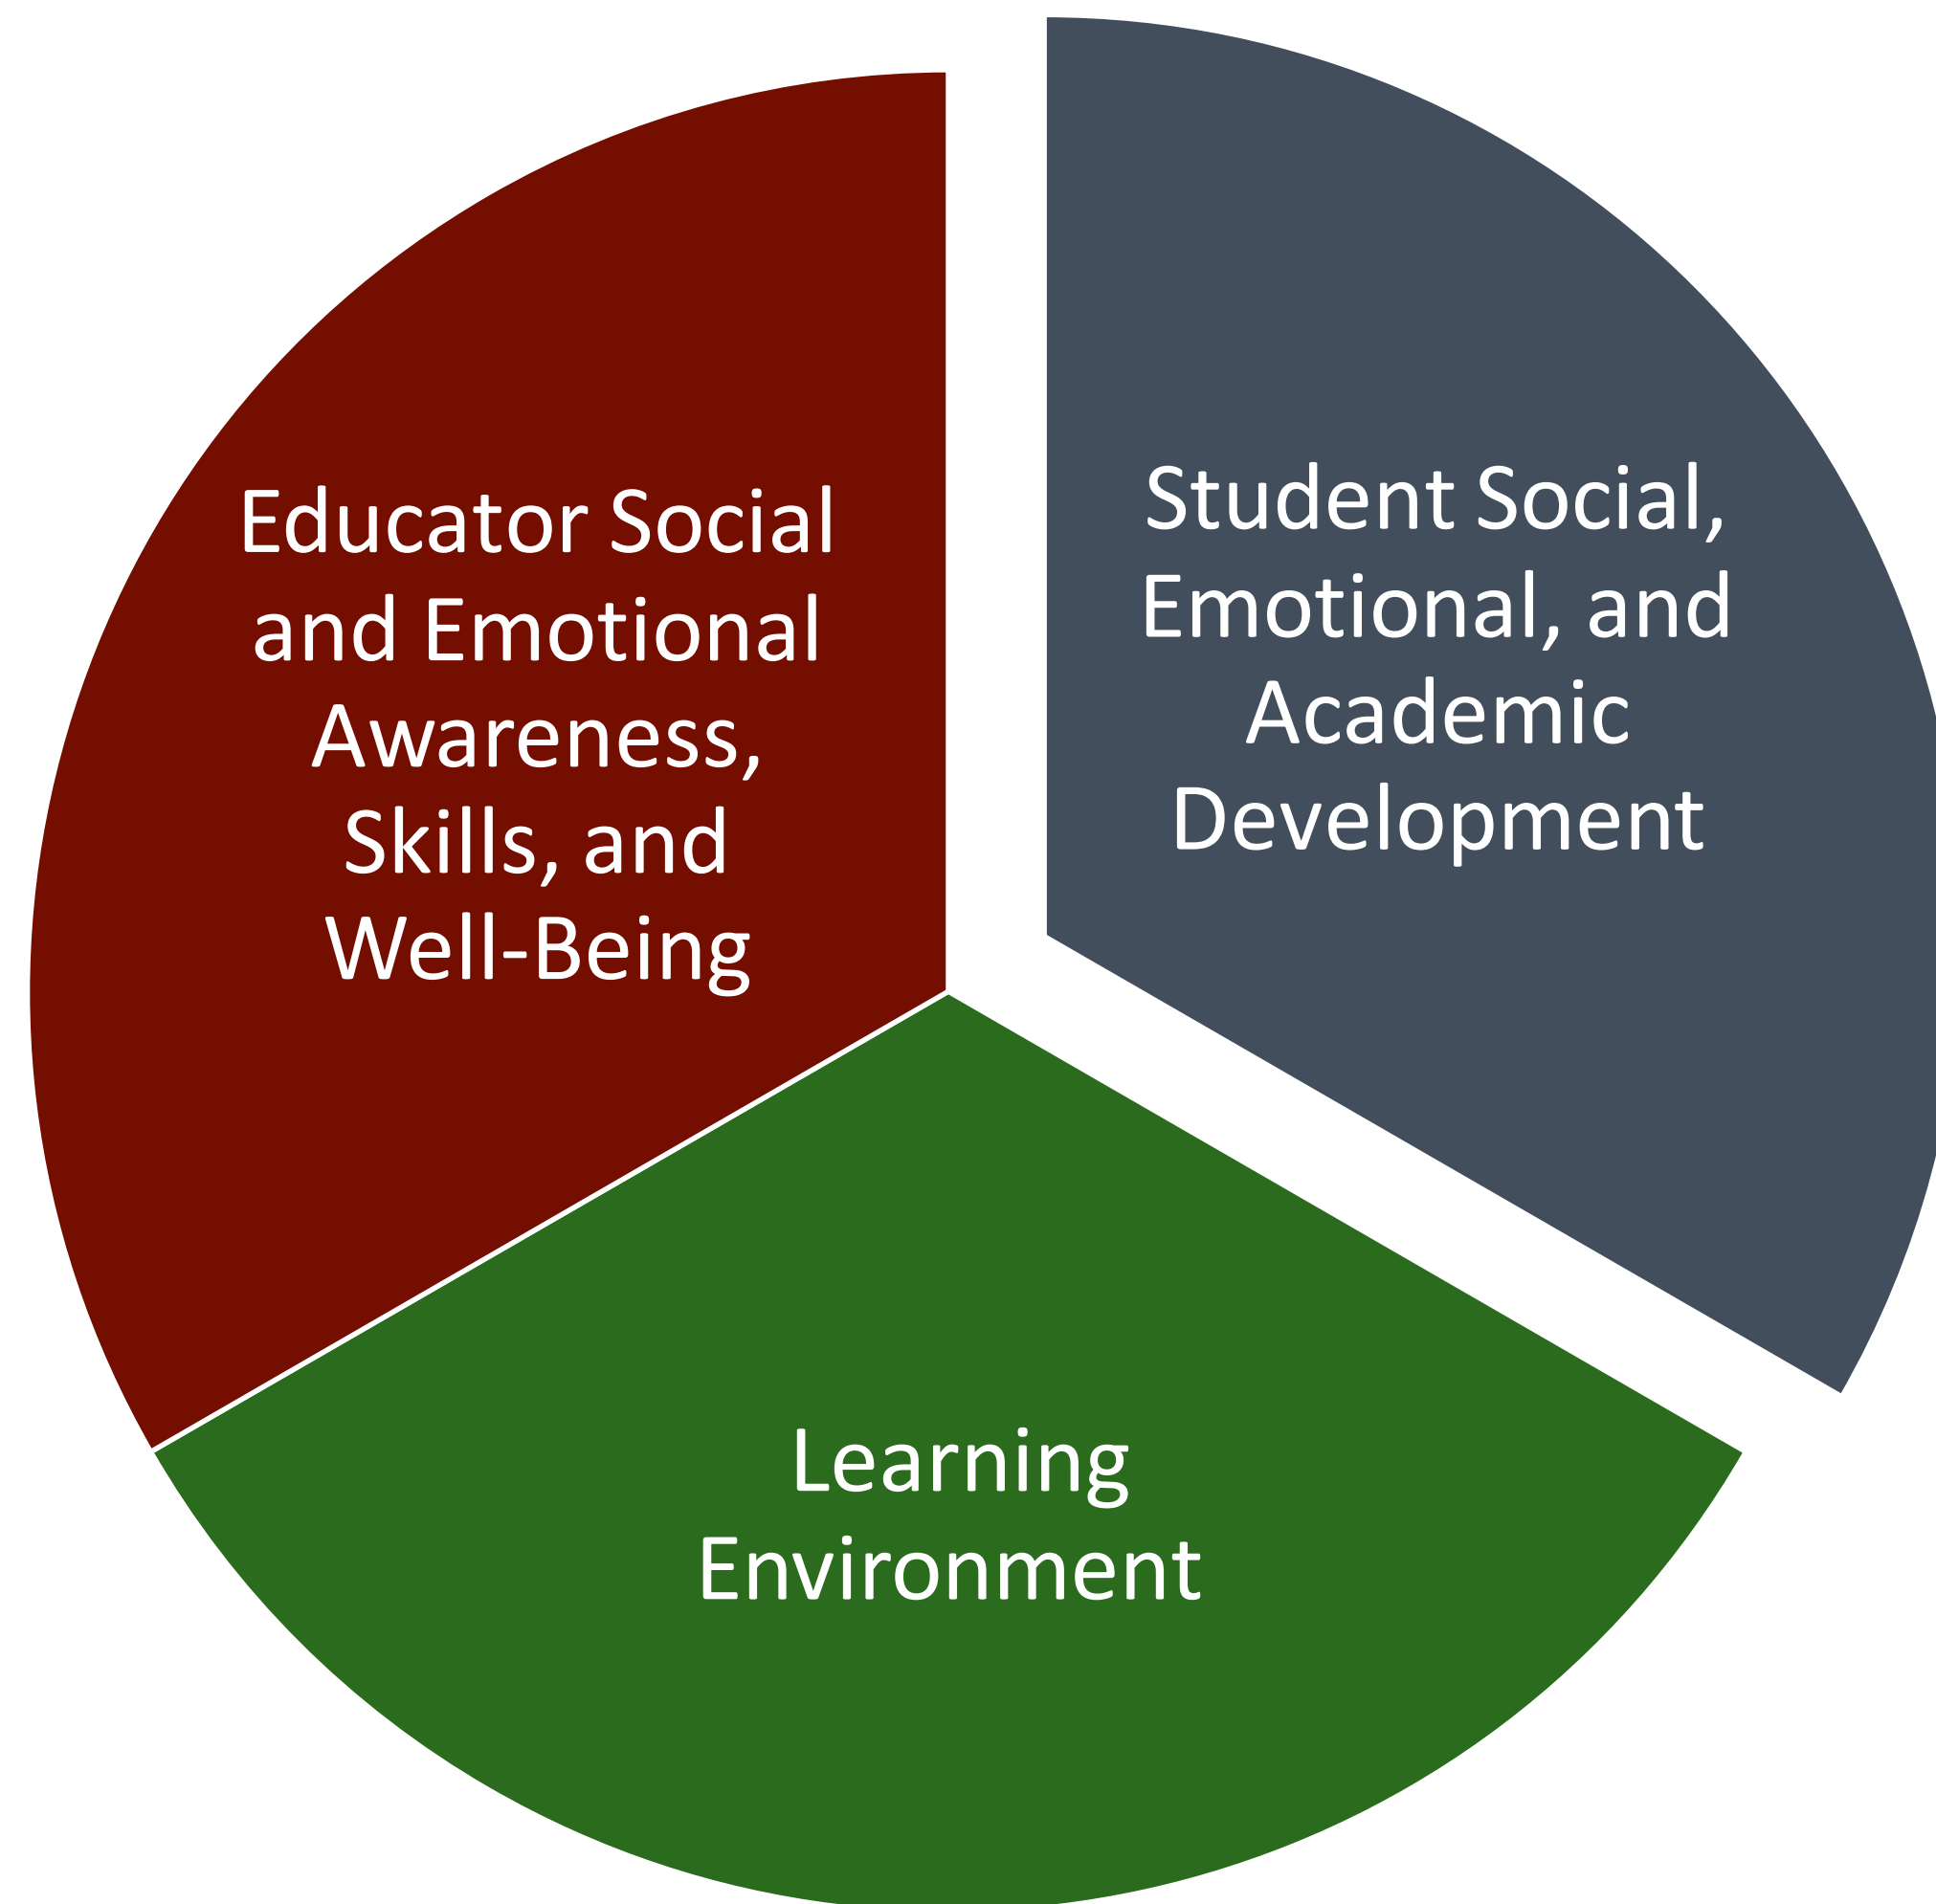 Educator Social
and Emotional
Awareness,
Skills, and
Well-Being
Student Social,
Emotional, and
Academic
Development
Learning
Environment